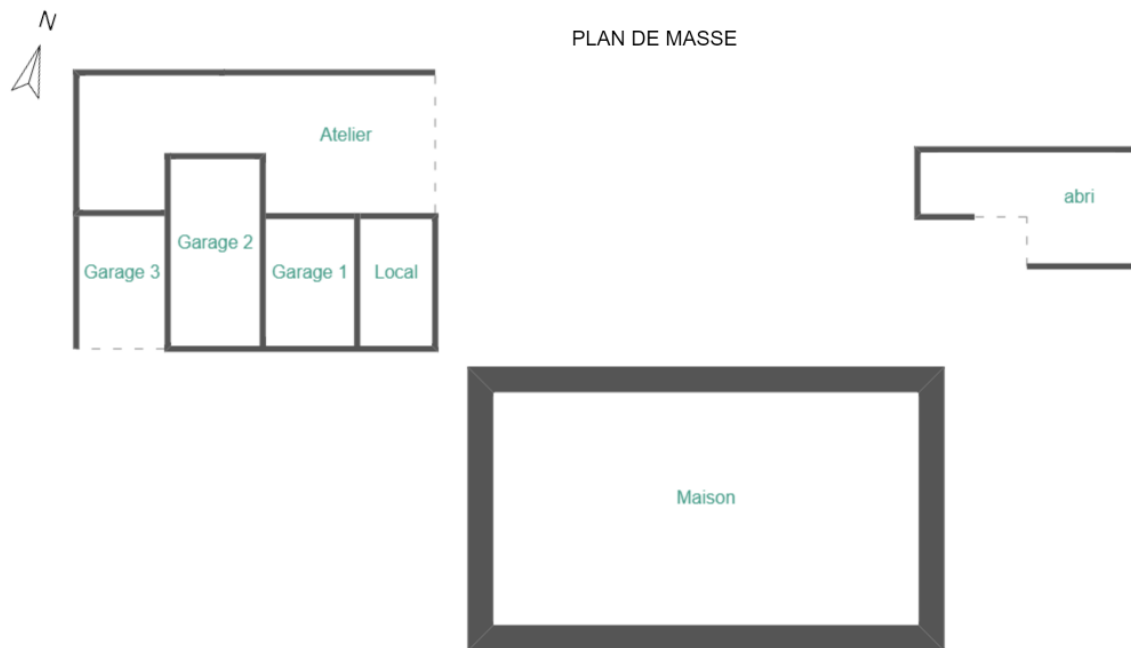 N
PLAN DE MASSE
Atelier
abri
Garage 2
Garage 3
Garage 1
Local
Maison